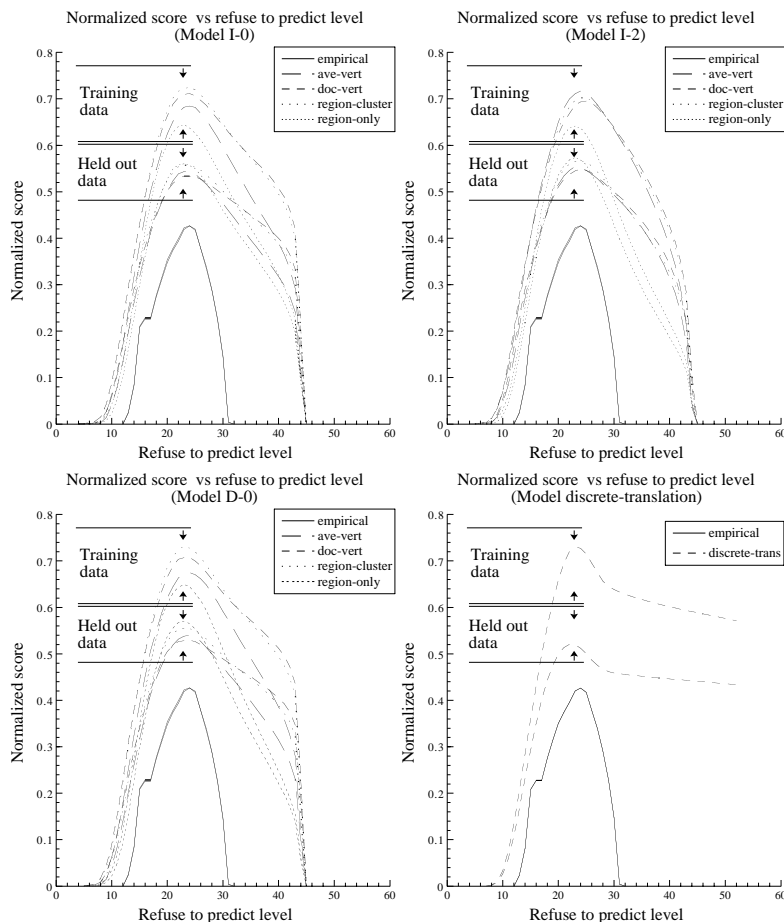 Normalized score vs refuse to predict level
(Model I-0)
0.8
0.7
0.6
0.5
0.4
0.3
0.2
0.1
0
Normalized score
Training
data
Held out
data
empirical
ave-vert
doc-vert
region-cluster
region-only
0 10 20 30 40 50 60
Refuse to predict level
Normalized score vs refuse to predict level
(Model I-2)
0.8
0.7
0.6
0.5
0.4
0.3
0.2
0.1
0
Normalized score
Training
data
Held out
data
empirical
ave-vert
doc-vert
region-cluster
region-only
0 10 20 30 40 50 60
Refuse to predict level
Normalized score vs refuse to predict level
(Model D-0)
0.8
0.7
0.6
0.5
0.4
0.3
0.2
0.1
0
Normalized score
Training
data
Held out
data
empirical
ave-vert
doc-vert
region-cluster
region-only
0 10 20 30 40 50 60
Refuse to predict level
Normalized score vs refuse to predict level
(Model discrete-translation)
0.8
0.7
0.6
0.5
0.4
0.3
0.2
0.1
0
Normalized score
Training
data
Held out
data
empirical
discrete-trans
0 10 20 30 40 50 60
Refuse to predict level